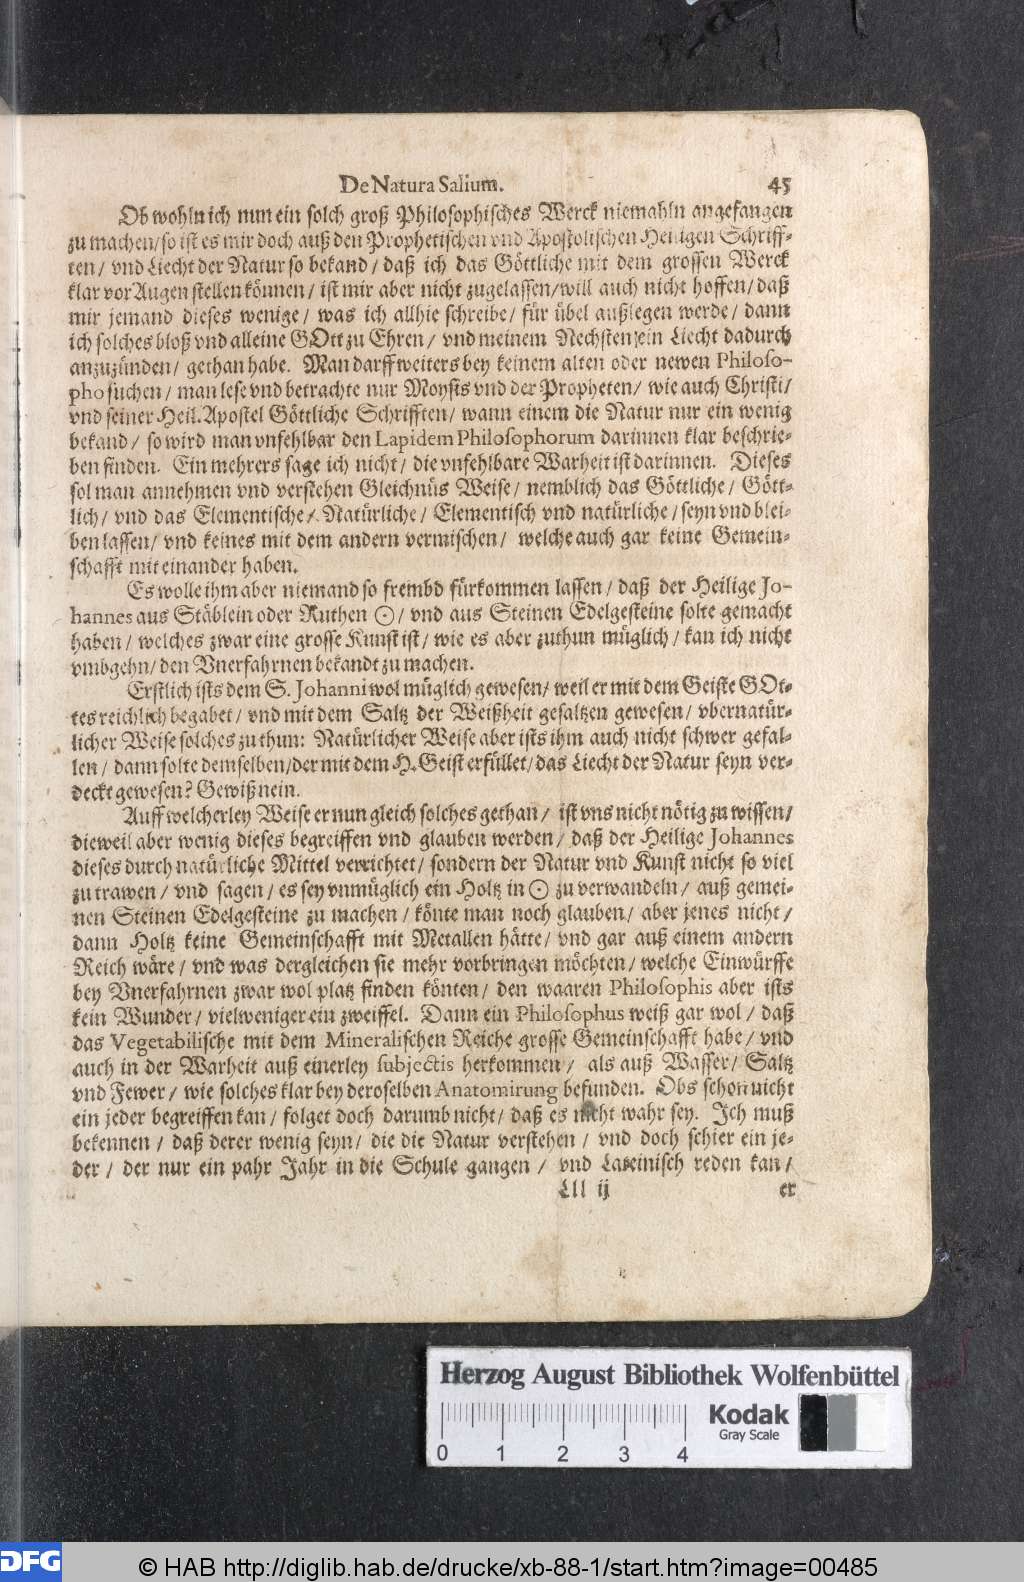 De Natura Salium. 45
Ob wohln ich nun ein solch groß Philosophisches Werck niemahln angefangen
zu machen/ so ist es mir doch auß den Prophetischen vnd Apostolischen Heiligen Schriff-
ten/ vnd Liecht der Natur so bekand/ daß ich das Göttliche mit dem grossen Werck
klar vor Augen stellen können/ ist mir aber nicht zugelassen/ will auch nicht hoffen/ daß
mir jemand dieses wenige/ was ich allhie schreibe/ für übel außlegen werde/ dann
ich solches bloß vnd alleine GOtt zu Ehren/ vnd meinem Nechsten ein Liecht dadurch
anzuzünden/ gethan habe. Man darff weiters bey keinem alten oder newen Philoso-
pho suchen/ man lese vnd betrachte nur Moysis vnd der Propheten/ wie auch Christi/
vnd seiner Heil. Apostel Göttliche Schrifften/ wann einem die Natur nur ein wenig
bekand/ so wird man vnfehlbar den Lapidem Philosophorum darinnen klar beschrie-
ben finden. Ein mehrers sage ich nicht/ die vnfehlbare Warheit ist darinnen. Dieses
sol man annehmen vnd verstehen Gleichnüs Weise/ nemblich das Göttliche/ Gött-
lich/ vnd das Elementische/ Natürliche/ Elementisch vnd natürliche/ seyn vnd blei-
ben lassen/ vnd keines mit dem andern vermischen/ welche auch gar keine Gemein-
schafft mit einander haben.
Es wolle ihm aber niemand so frembd fürkommen lassen/ daß der Heilige Jo-
hannes aus Stäblein oder Ruthen ☉/ vnd aus Steinen Edelgesteine solte gemacht
haben/ welches zwar eine grosse Kunst ist/ wie es aber zuthun müglich/ kan ich nicht
vmbgehn/ den Vnerfahrnen bekandt zu machen.
Erstlich ists dem S. Johanni wol müglich gewesen/ weil er mit dem Geiste GOt-
tes reichlich begabet/ vnd mit dem Saltz der Weißheit gesaltzen gewesen/ vbernatür-
licher Weise solches zu thun: Natürlicher Weise aber ists ihm auch nicht schwer gefal-
len/ dann solte demselben/ der mit dem H. Geist erfüllet/ das Liecht der Natur seyn ver-
deckt gewesen? Gewiß nein.
Auff welcherley Weise er nun gleich solches gethan/ ist vns nicht nötig zu wissen/
dieweil aber wenig dieses begreiffen vnd glauben werden/ daß der Heilige Johannes
dieses durch natürliche Mittel verrichtet/ sondern der Natur vnd Kunst nicht so viel
zu trawen/ vnd sagen/ es sey vnmüglich ein Holtz in ☉ zu verwandeln/ auß gemei-
nen Steinen Edelgesteine zu machen/ könte man noch glauben/ aber jenes nicht/
dann Holtz keine Gemeinschafft mit Metallen hätte/ vnd gar auß einem andern
Reich wäre/ vnd was dergleichen sie mehr vorbringen möchten/ welche Einwürffe
bey Vnerfahrnen zwar wol platz finden könten/ den waaren Philosophis aber ists
kein Wunder/ vielweniger ein zweiffel. Dann ein Philosophus weiß gar wol/ daß
das Vegetabilische mit dem Mineralischen Reiche grosse Gemeinschafft habe/ vnd
auch in der Warheit auß einerley subjectis herkommen/ als auß Wasser/ Saltz
vnd Fewer/ wie solches klar bey deroselben Anatomirung befunden. Obs schon nicht
ein jeder begreiffen kan/ folget doch darumb nicht/ daß es nicht wahr sey. Ich muß
bekennen/ daß derer wenig seyn/ die die Natur verstehen/ vnd doch schier ein je-
der/ der nur ein pahr Jahr in die Schule gangen/ vnd Lateinisch reden kan/
Lll ij er
Herzog August Bibliothek Wolfenbüttel
0 1 2 3 4
Kodak
Gray Scale
DFG
© HAB http://diglib.hab.de/drucke/xb-88-1/start.htm?image=00485